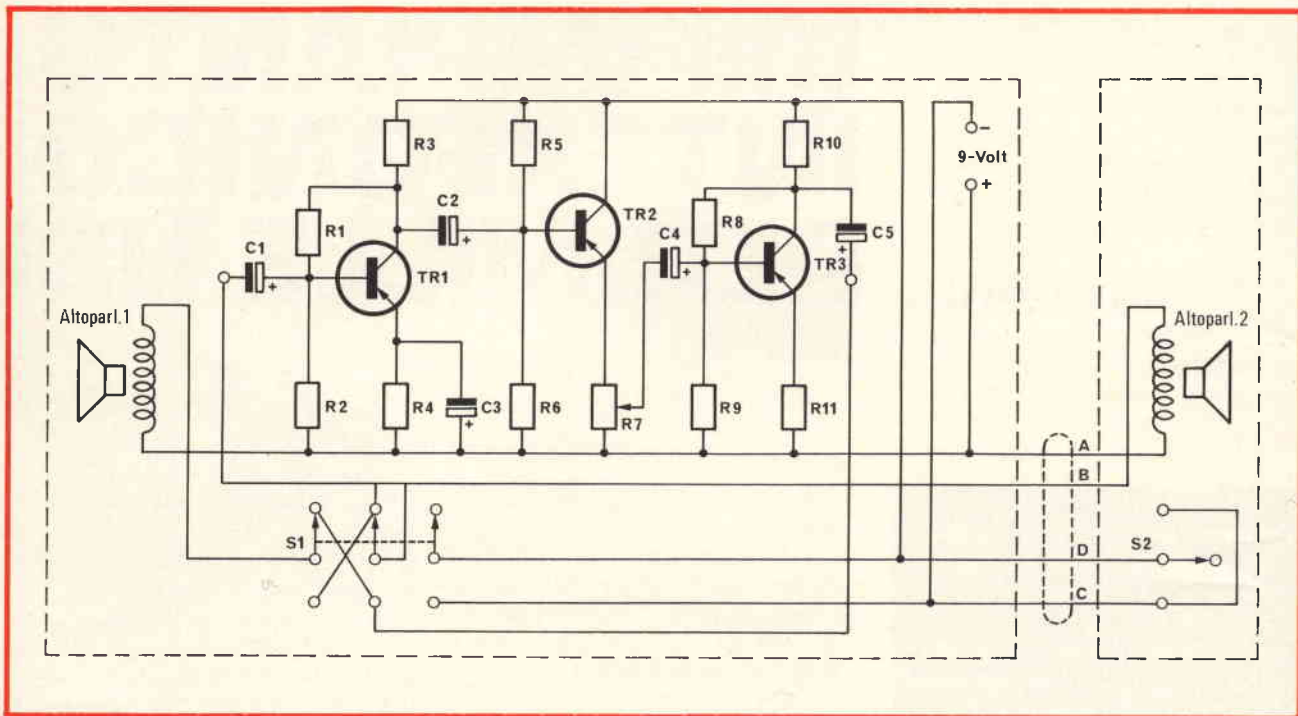 R3
R5
R10
−
9-Volt
+
C2
TR2
R8
R1
C4
C5
C1
TR1
TR3
Altoparl.1
Altoparl.2
R2
R4
C3
R6
R7
R9
R11
A
B
S1
D
S2
C